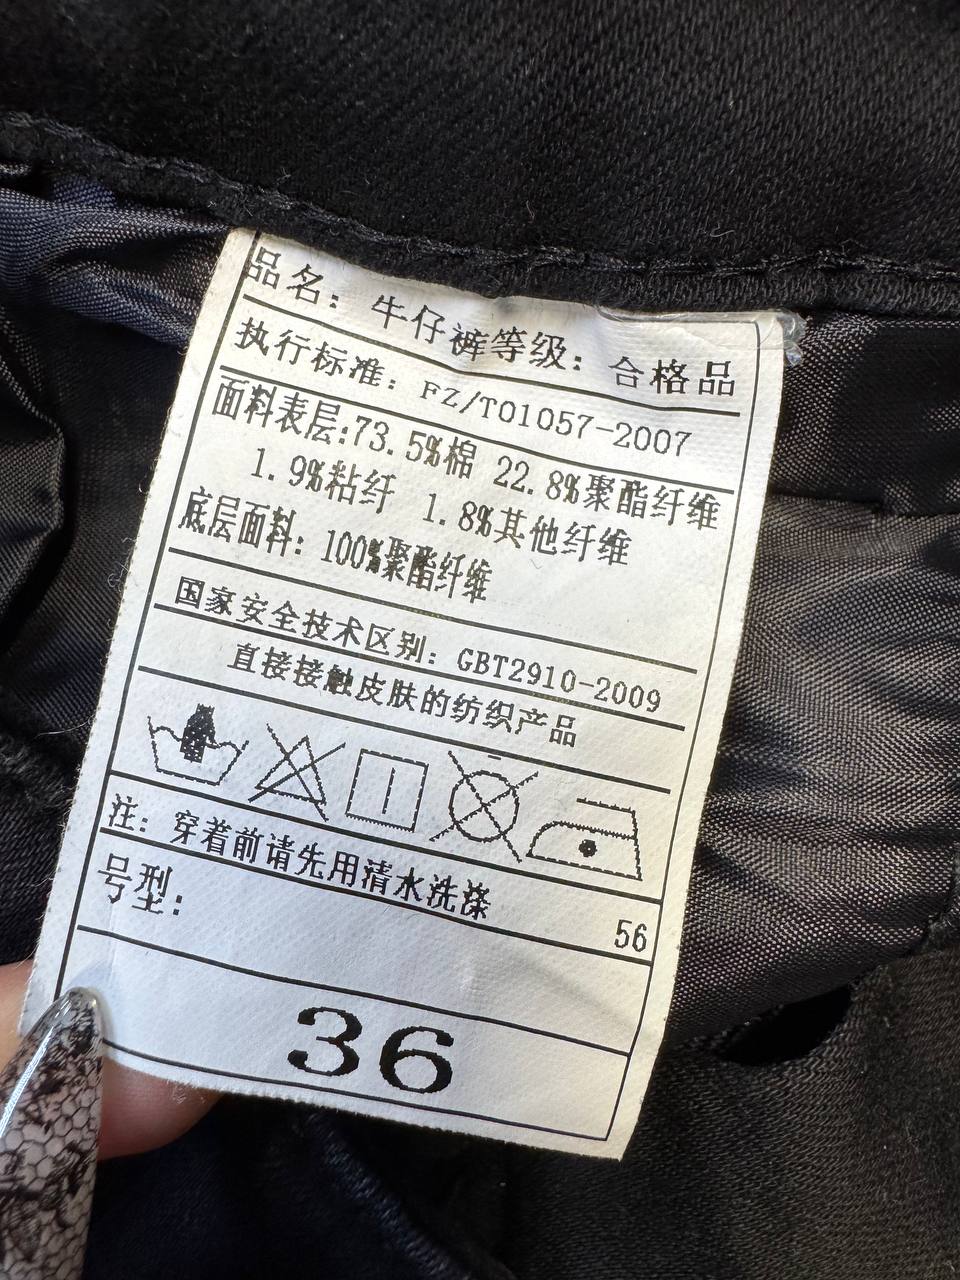 品名：牛仔裤等级：合格品
执行标准：FZ/T01057-2007
面料表层:73.5%棉 22.8%聚酯纤维
1.9%粘纤 1.8%其他纤维
底层面料：100%聚酯纤维
国家安全技术区别：GBT2910-2009
直接接触皮肤的纺织产品
注：穿着前请先用清水洗涤
号型：
56
36